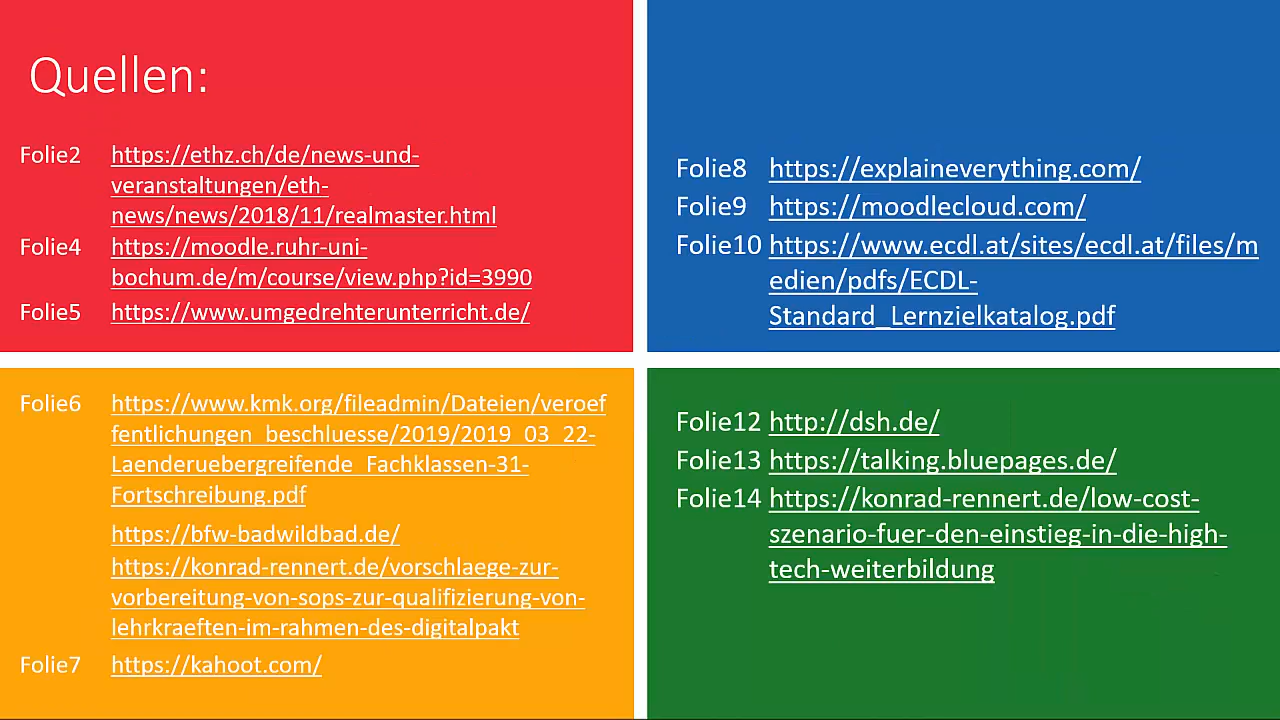 Quellen:
Folie2 https://ethz.ch/de/news-und-
veranstaltungen/eth-
news/news/2018/11/realmaster.html
Folie4 https://moodle.ruhr-uni-
bochum.de/m/course/view.php?id=3990
Folie5 https://www.umgedrehterunterricht.de/
Folie8 https://explaineverything.com/
Folie9 https://moodlecloud.com/
Folie10 https://www.ecdl.at/sites/ecdl.at/files/m
edien/pdfs/ECDL-
Standard_Lernzielkatalog.pdf
Folie6 https://www.kmk.org/fileadmin/Dateien/veroef
fentlichungen_beschluesse/2019/2019_03_22-
Laenderuebergreifende_Fachklassen-31-
Fortschreibung.pdf
https://bfw-badwildbad.de/
https://konrad-rennert.de/vorschlaege-zur-
vorbereitung-von-sops-zur-qualifizierung-von-
lehrkraeften-im-rahmen-des-digitalpakt
Folie7 https://kahoot.com/
Folie12 http://dsh.de/
Folie13 https://talking.bluepages.de/
Folie14 https://konrad-rennert.de/low-cost-
szenario-fuer-den-einstieg-in-die-high-
tech-weiterbildung